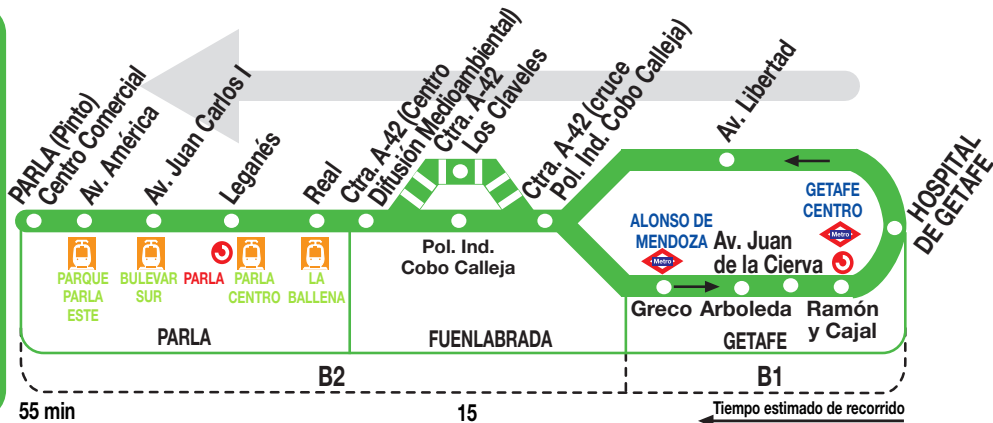 PARLA (Pinto)
Centro Comercial
Av. América
Av. Juan Carlos I
Leganés
Real
Ctra. A-42 (Centro
Difusión Medioambiental)
Ctra. A-42
Los Claveles
Ctra. A-42 (cruce
Pol. Ind. Cobo Calleja)
Av. Libertad
HOSPITAL
DE GETAFE
GETAFE
CENTRO
Metro
ALONSO DE
MENDOZA
Metro
Av. Juan
de la Cierva
Pol. Ind.
Cobo Calleja
Greco
Arboleda
Ramón
y Cajal
PARQUE
PARLA
ESTE
BULEVAR
SUR
PARLA
PARLA
CENTRO
LA
BALLENA
PARLA
FUENLABRADA
GETAFE
B2
B1
55 min
15
Tiempo estimado de recorrido